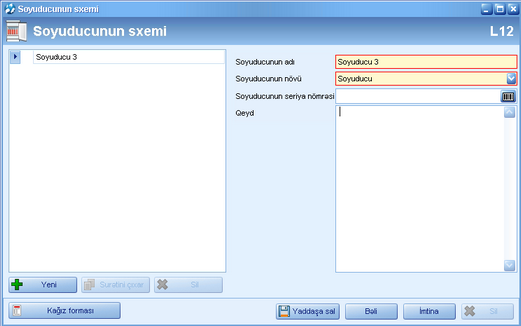 Soyuducunun sxemi
Soyuducunun sxemi L12
Soyuducu 3
Soyuducunun adı Soyuducu 3
Soyuducunun növü Soyuducu
Soyuducunun seriya nömrəsi
Qeyd
Yeni Surətini çıxar Sil
Kağız forması Yaddaşa sal Bəli İmtina Sil